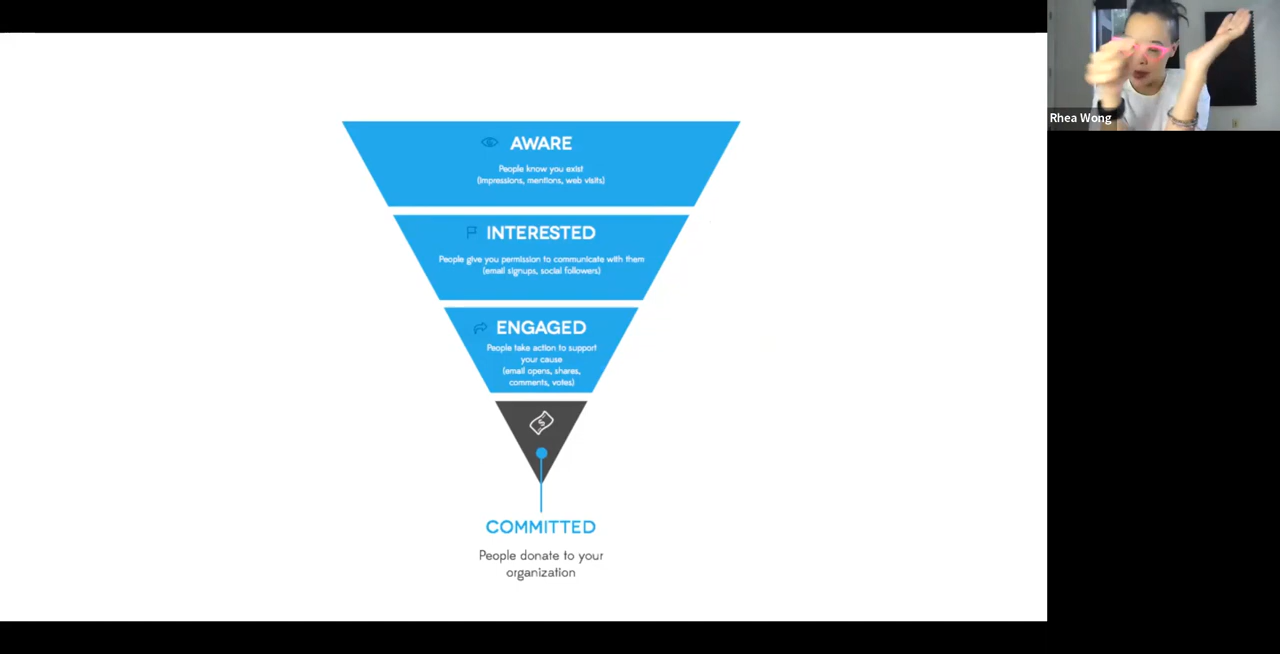 AWARE
People know you exist
(impressions, mentions, web visits)
INTERESTED
People give you permission to communicate with them
(email signups, social followers)
ENGAGED
People take action to support
your cause
(email opens, shares,
comments, votes)
$
COMMITTED
People donate to your
organization
Rhea Wong